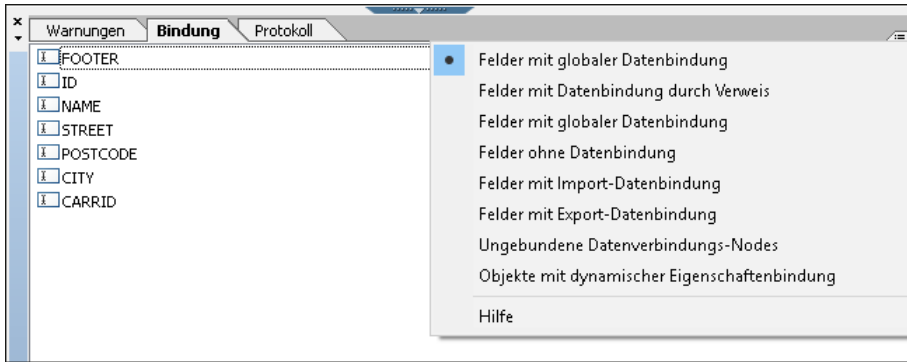 Warnungen Bindung Protokoll
FOOTER
ID
NAME
STREET
POSTCODE
CITY
CARRID
Felder mit globaler Datenbindung
Felder mit Datenbindung durch Verweis
Felder mit globaler Datenbindung
Felder ohne Datenbindung
Felder mit Import-Datenbindung
Felder mit Export-Datenbindung
Ungebundene Datenverbindungs-Nodes
Objekte mit dynamischer Eigenschaftenbindung
Hilfe